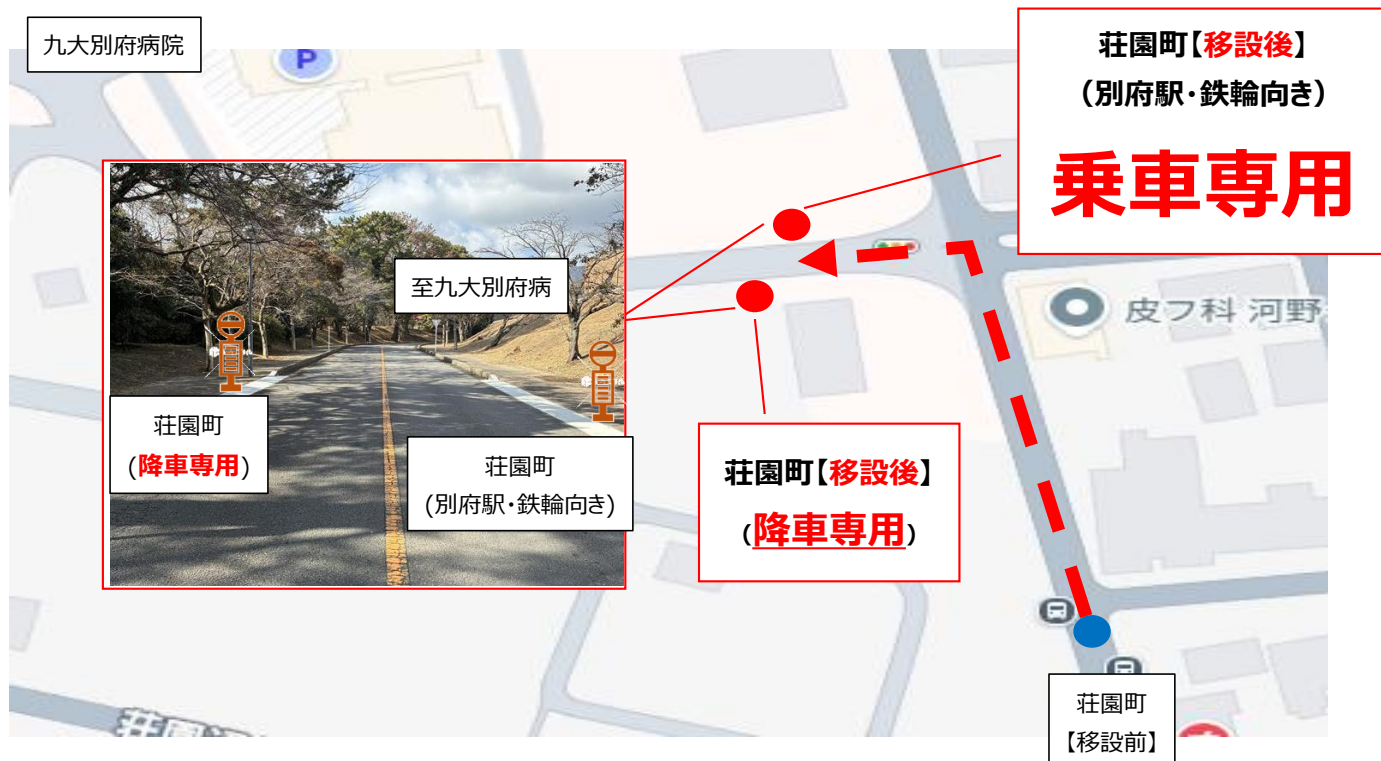 九大別府病院
P
荘園町【移設後】
(別府駅・鉄輪向き)
乗車専用
至九大別府病
荘園町
(降車専用)
荘園町
(別府駅・鉄輪向き)
荘園町【移設後】
(降車専用)
皮フ科 河野
荘園町
【移設前】
荘園